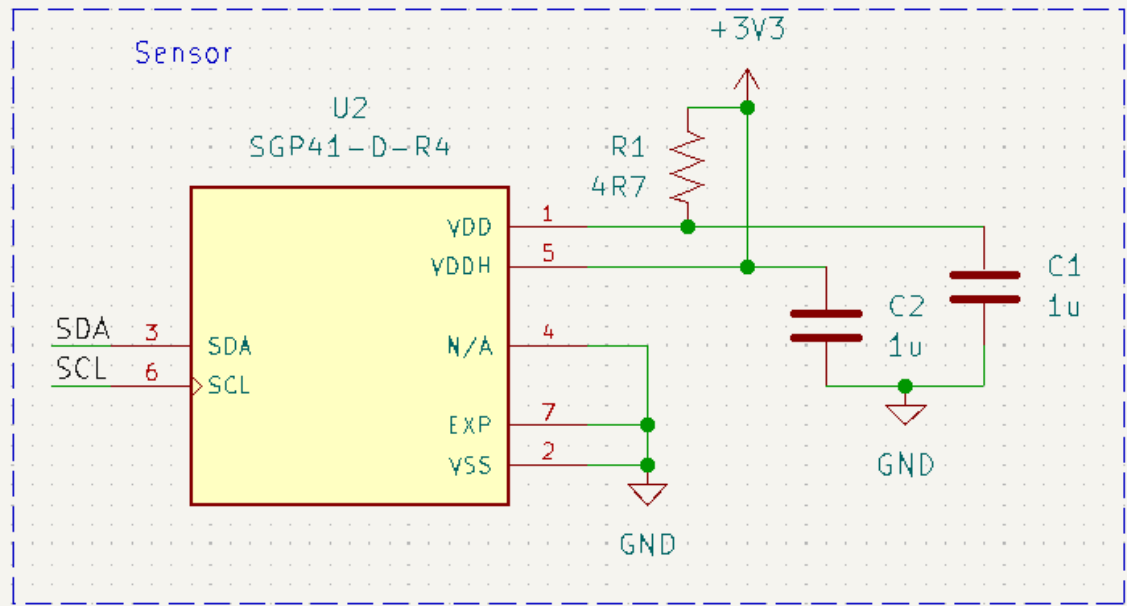 Sensor
+3V3
U2
SGP41-D-R4
R1
4R7
VDD
1
VDDH
5
C1
1u
C2
1u
SDA
3
SDA
N/A
4
SCL
6
SCL
EXP
7
VSS
2
GND
GND